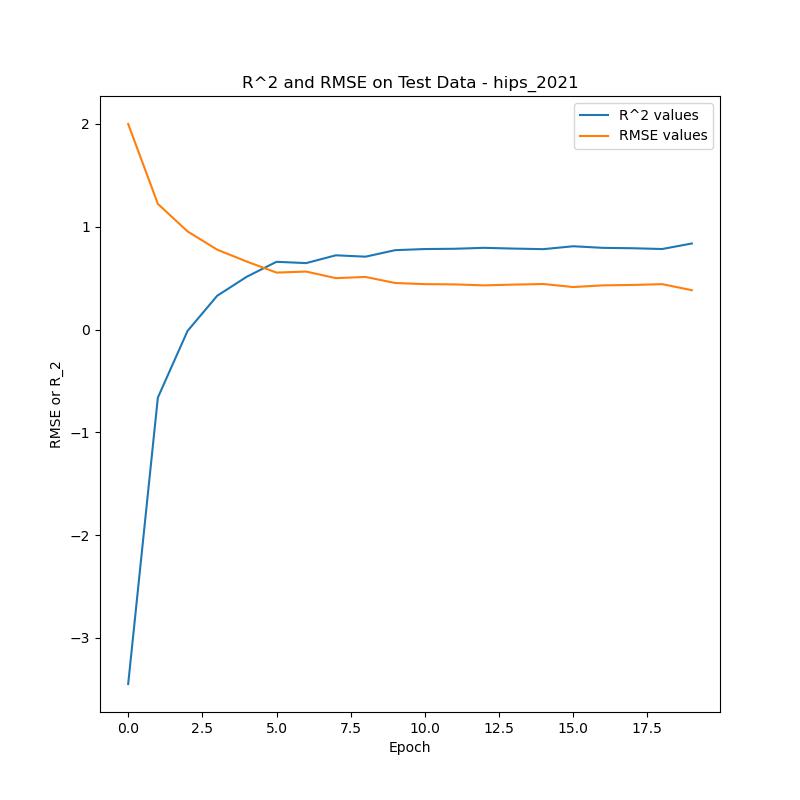 R^2 and RMSE on Test Data - hips_2021
R^2 values
RMSE values
2
1
0
−1
−2
−3
RMSE or R_2
0.0 2.5 5.0 7.5 10.0 12.5 15.0 17.5
Epoch